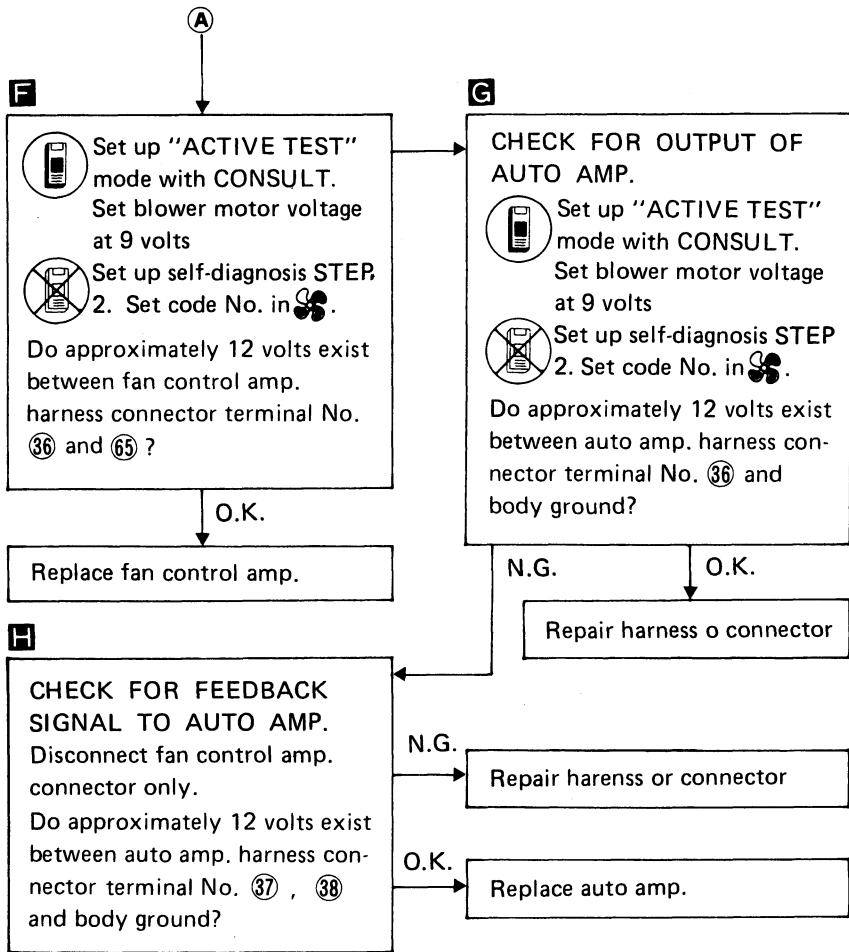 A
F
Set up "ACTIVE TEST"
mode with CONSULT.
Set blower motor voltage
at 9 volts
Set up self-diagnosis STEP.
2. Set code No. in .
Do approximately 12 volts exist
between fan control amp.
harness connector terminal No.
36 and 65 ?
O.K.
Replace fan control amp.
G
CHECK FOR OUTPUT OF
AUTO AMP.
Set up "ACTIVE TEST"
mode with CONSULT.
Set blower motor voltage
at 9 volts
Set up self-diagnosis STEP
2. Set code No. in .
Do approximately 12 volts exist
between auto amp. harness con-
nector terminal No. 36 and
body ground?
N.G.
O.K.
Repair harness o connector
H
CHECK FOR FEEDBACK
SIGNAL TO AUTO AMP.
Disconnect fan control amp.
connector only.
Do approximately 12 volts exist
between auto amp. harness con-
nector terminal No. 37 , 38
and body ground?
N.G.
Repair harenss or connector
O.K.
Replace auto amp.